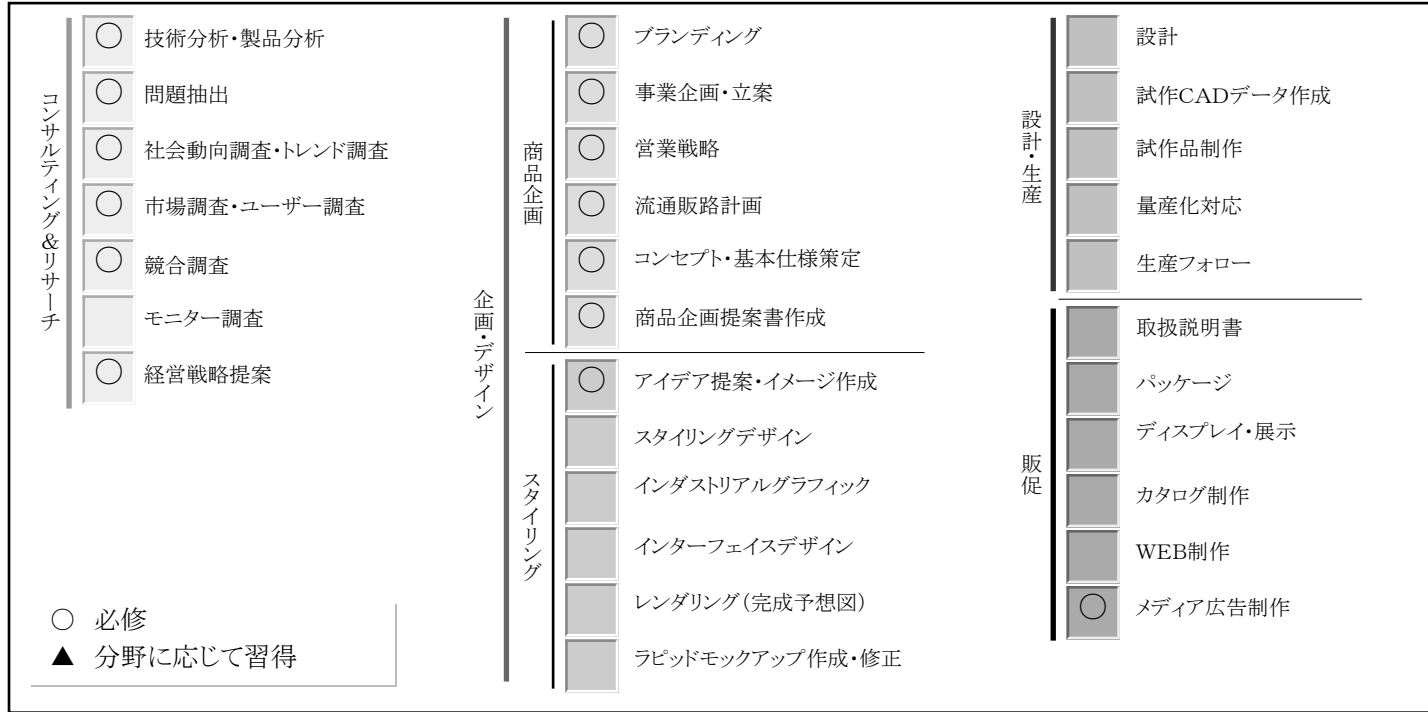 コンサルティング&リサーチ
○ 技術分析・製品分析
○ 問題抽出
○ 社会動向調査・トレンド調査
○ 市場調査・ユーザー調査
○ 競合調査
モニター調査
○ 経営戦略提案
企画・デザイン
商品企画
○ ブランディング
○ 事業企画・立案
○ 営業戦略
○ 流通販路計画
○ コンセプト・基本仕様策定
○ 商品企画提案書作成
スタイリング
○ アイデア提案・イメージ作成
スタイリングデザイン
インダストリアルグラフィック
インターフェイスデザイン
レンダリング(完成予想図)
ラピッドモックアップ作成・修正
設計・生産
設計
試作CADデータ作成
試作品制作
量産化対応
生産フォロー
販促
取扱説明書
パッケージ
ディスプレイ・展示
カタログ制作
WEB制作
○ メディア広告制作
○ 必修
▲ 分野に応じて習得